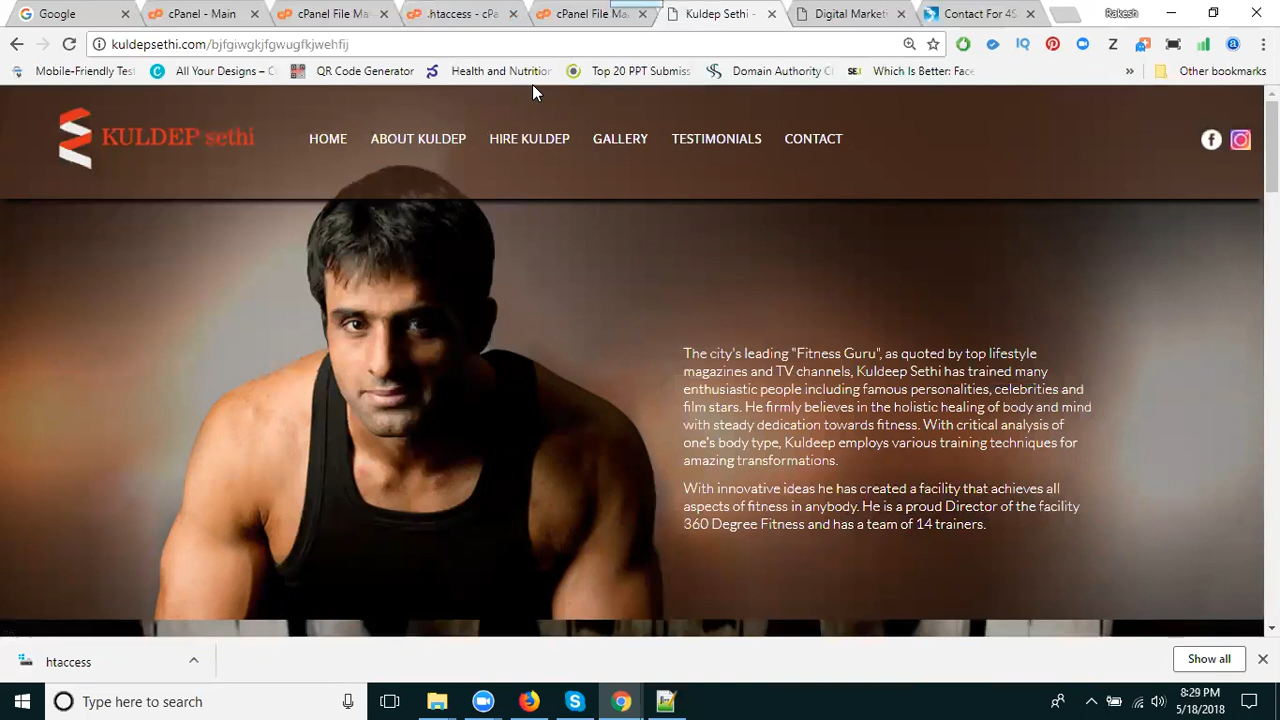 Google
cPanel - Main
cPanel File Ma
.htaccess - cPa
cPanel File Ma
Kuldep Sethi -
Digital Market
Contact For 4S
Rakesh
kuldepsethi.com/bjfgiwgkjfgwugfkjwehfij
Mobile-Friendly Test
All Your Designs – C
QR Code Generator
Health and Nutrition
Top 20 PPT Submiss
Domain Authority C
Which Is Better: Face
»
Other bookmarks
KULDEP sethi
HOME
ABOUT KULDEP
HIRE KULDEP
GALLERY
TESTIMONIALS
CONTACT
The city's leading "Fitness Guru", as quoted by top lifestyle
magazines and TV channels, Kuldeep Sethi has trained many
enthusiastic people including famous personalities, celebrities and
film stars. He firmly believes in the holistic healing of body and mind
with steady dedication towards fitness. With critical analysis of
one's body type, Kuldeep employs various training techniques for
amazing transformations.
With innovative ideas he has created a facility that achieves all
aspects of fitness in anybody. He is a proud Director of the facility
360 Degree Fitness and has a team of 14 trainers.
htaccess
Show all
Type here to search
8:29 PM
5/18/2018